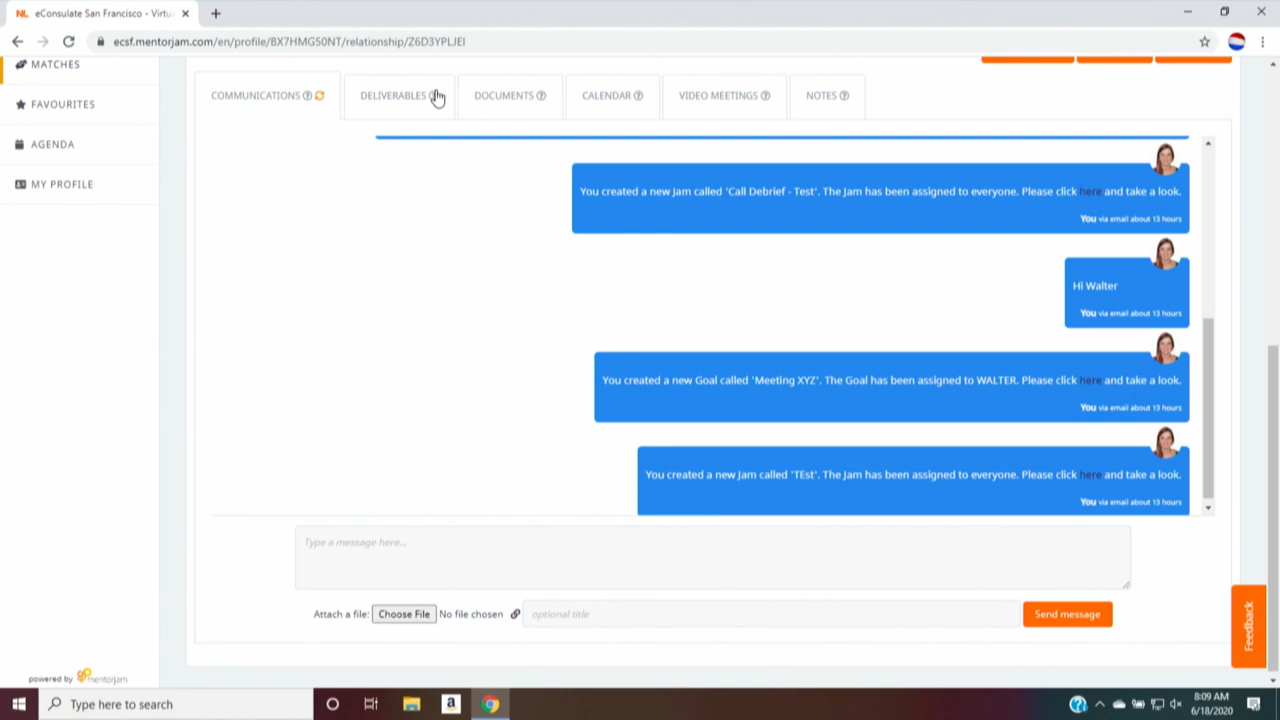 NL eConsulate San Francisco - Virtu
ecsf.mentorjam.com/en/profile/BX7HMG50NT/relationship/Z6D3YPLJEI
MATCHES
FAVOURITES
AGENDA
MY PROFILE
COMMUNICATIONS
DELIVERABLES
DOCUMENTS
CALENDAR
VIDEO MEETINGS
NOTES
You created a new Jam called 'Call Debrief - Test'. The Jam has been assigned to everyone. Please click here and take a look.
You via email about 13 hours
Hi Walter
You via email about 13 hours
You created a new Goal called 'Meeting XYZ'. The Goal has been assigned to WALTER. Please click here and take a look.
You via email about 13 hours
You created a new Jam called 'TEst'. The Jam has been assigned to everyone. Please click here and take a look.
You via email about 13 hours
Type a message here...
Attach a file: Choose File No file chosen optional title Send message
Feedback
powered by mentorjam
Type here to search
8:09 AM
6/18/2020